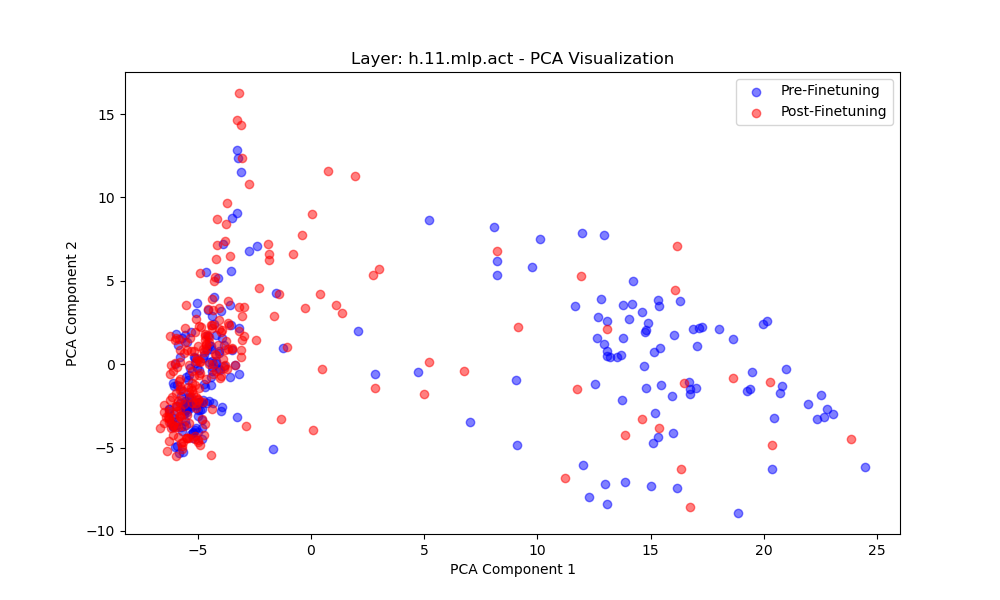 Layer: h.11.mlp.act - PCA Visualization
Pre-Finetuning
Post-Finetuning
15
10
5
0
−5
−10
PCA Component 2
−5
0
5
10
15
20
25
PCA Component 1